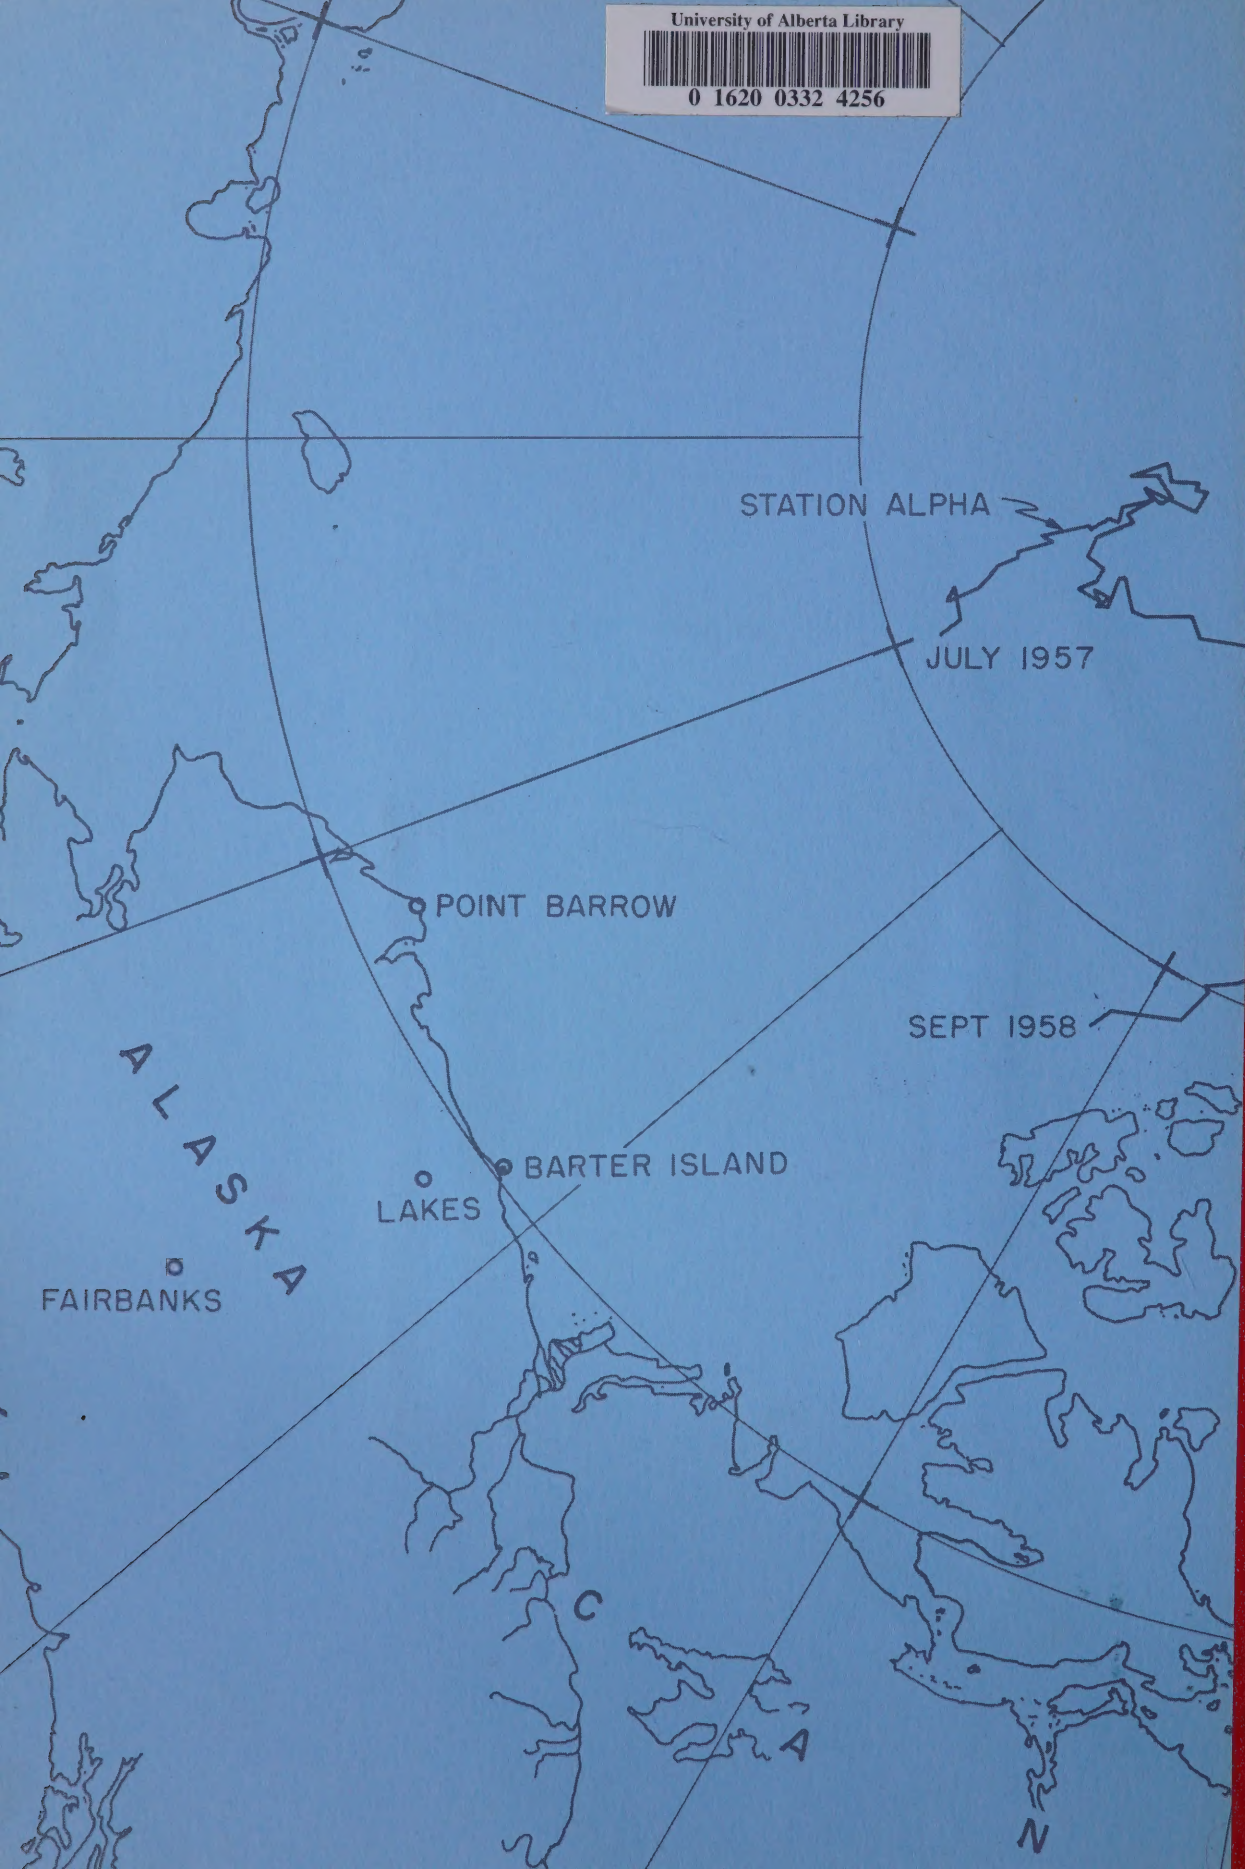 University of Alberta Library
0 1620 0332 4256
STATION ALPHA
JULY 1957
POINT BARROW
SEPT 1958
ALASKA
BARTER ISLAND
LAKES
FAIRBANKS
C
A
N